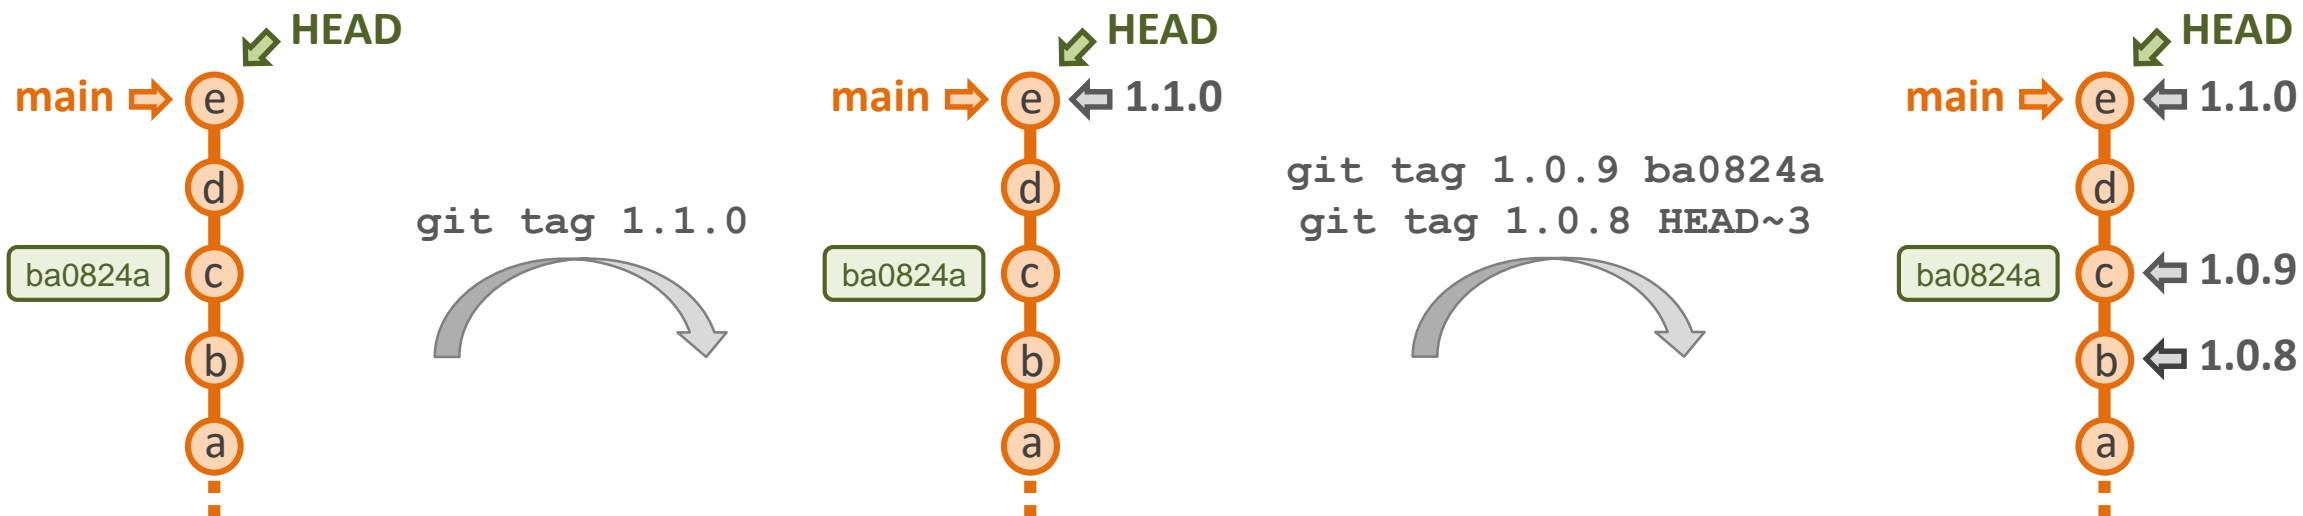 HEAD
main
e
d
ba0824a
c
b
a
git tag 1.1.0
HEAD
main
e
1.1.0
d
ba0824a
c
b
a
git tag 1.0.9 ba0824a
git tag 1.0.8 HEAD~3
HEAD
main
e
1.1.0
d
ba0824a
c
1.0.9
b
1.0.8
a